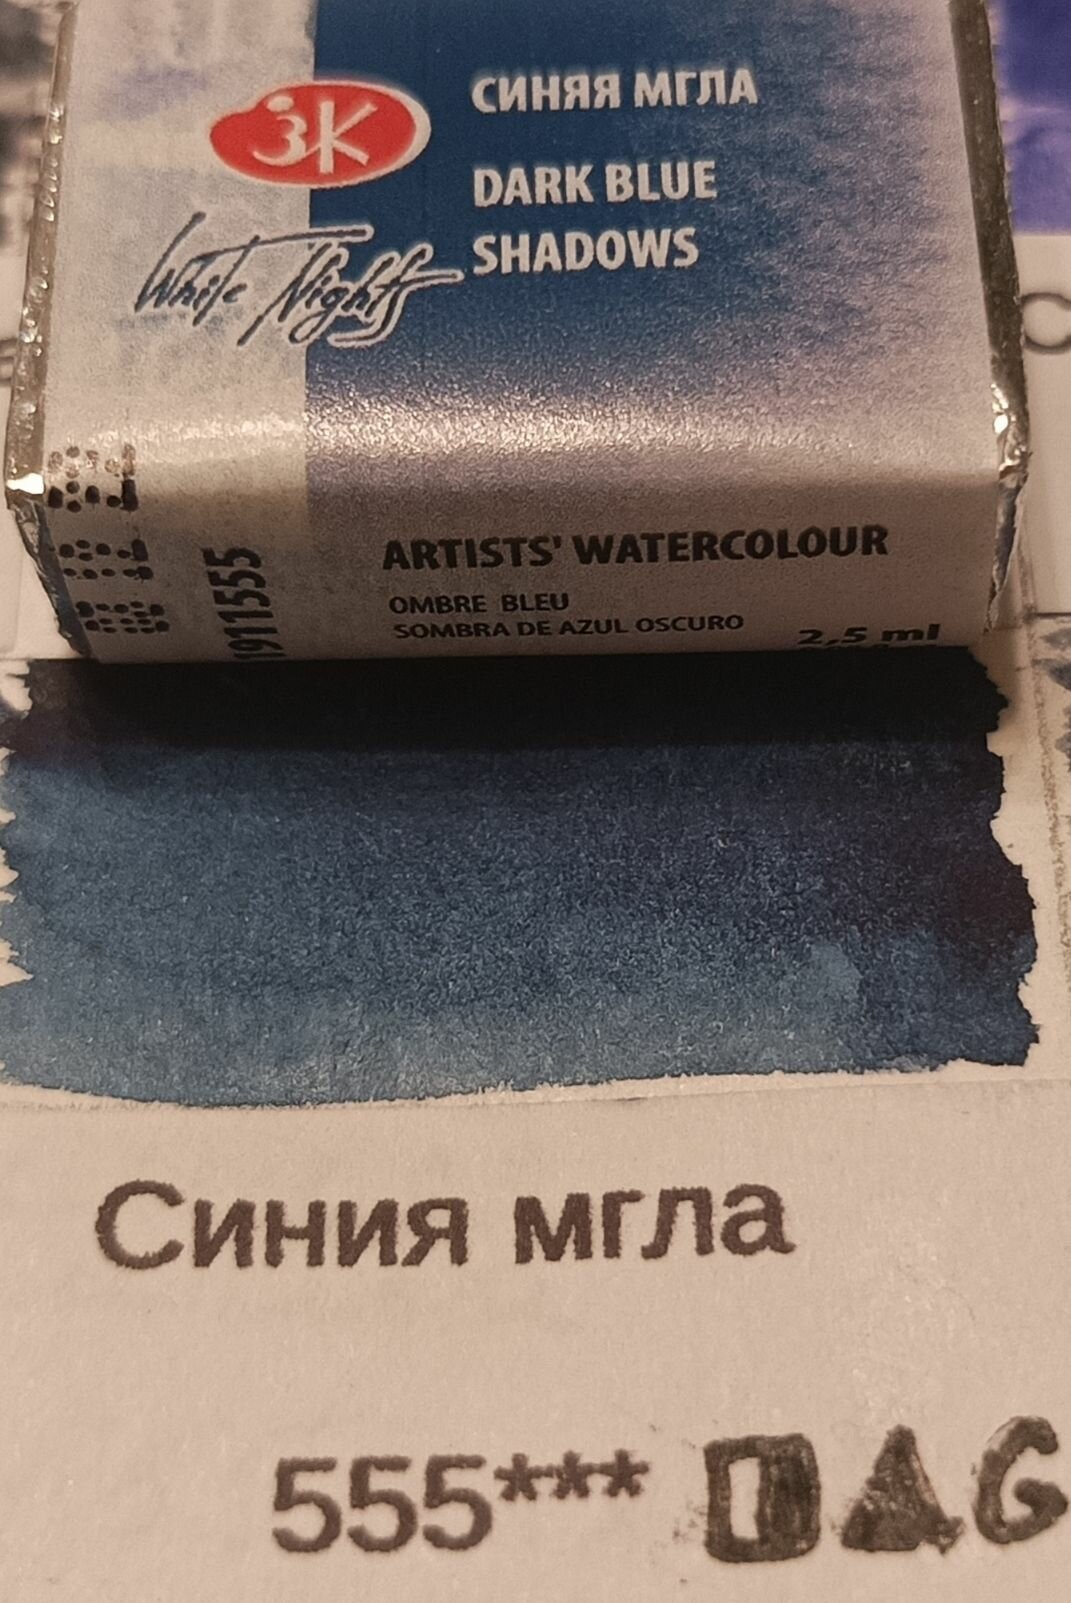 ЗК
СИНЯЯ МГЛА
DARK BLUE
SHADOWS
White Nights
1911555
ARTISTS' WATERCOLOUR
OMBRE BLEU
SOMBRA DE AZUL OSCURO
2,5 ml
Синия мгла
555*** G